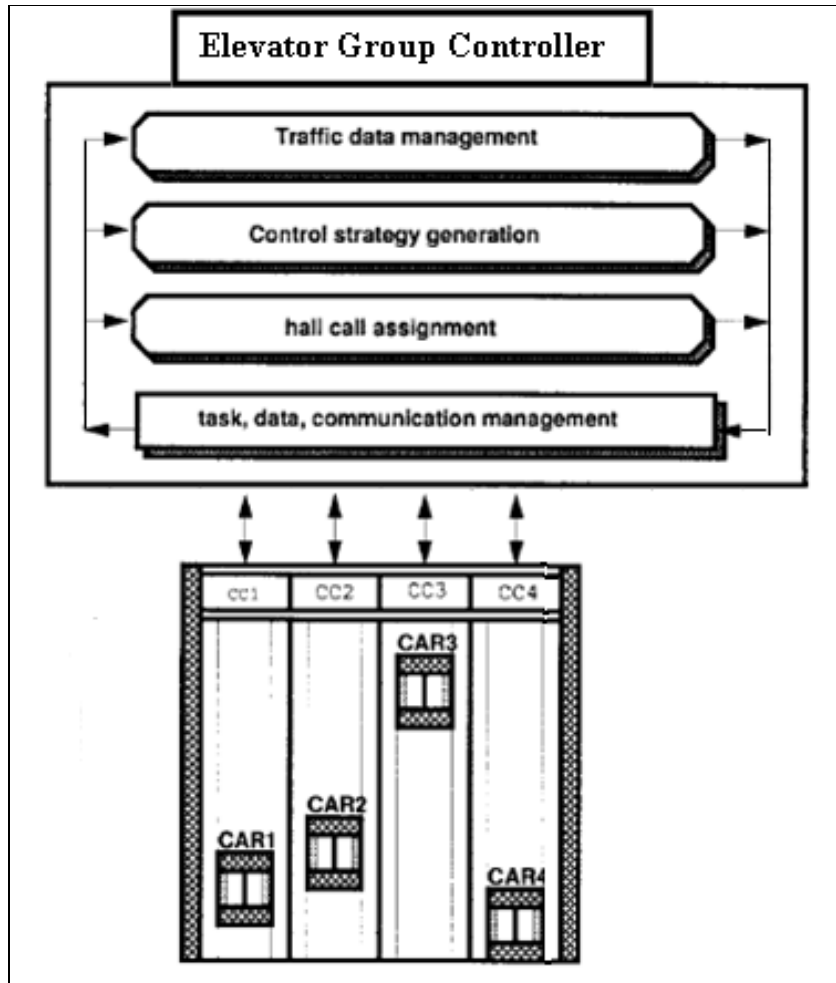 Elevator Group Controller
Traffic data management
Control strategy generation
hall call assignment
task, data, communication management
CC1 CC2 CC3 CC4
CAR3
CAR2
CAR1
CAR4